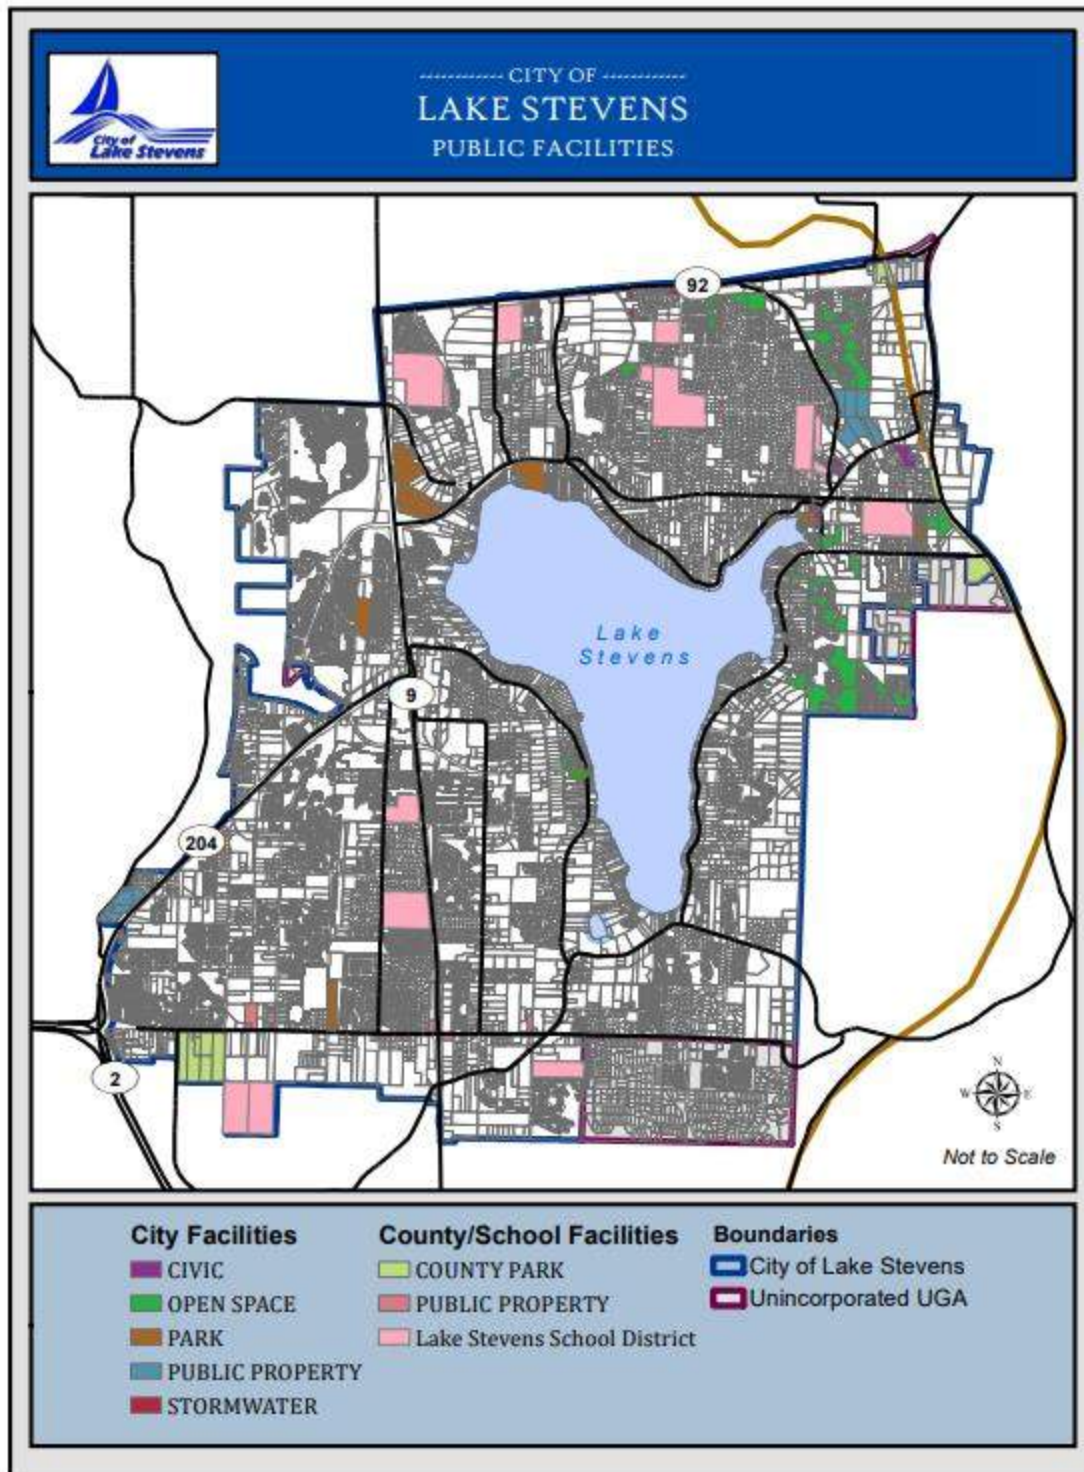 City of
Lake Stevens
------------ CITY OF ------------
LAKE STEVENS
PUBLIC FACILITIES
92
Lake
Stevens
9
204
2
N
W E
S
Not to Scale
City Facilities
CIVIC
OPEN SPACE
PARK
PUBLIC PROPERTY
STORMWATER
County/School Facilities
COUNTY PARK
PUBLIC PROPERTY
Lake Stevens School District
Boundaries
City of Lake Stevens
Unincorporated UGA